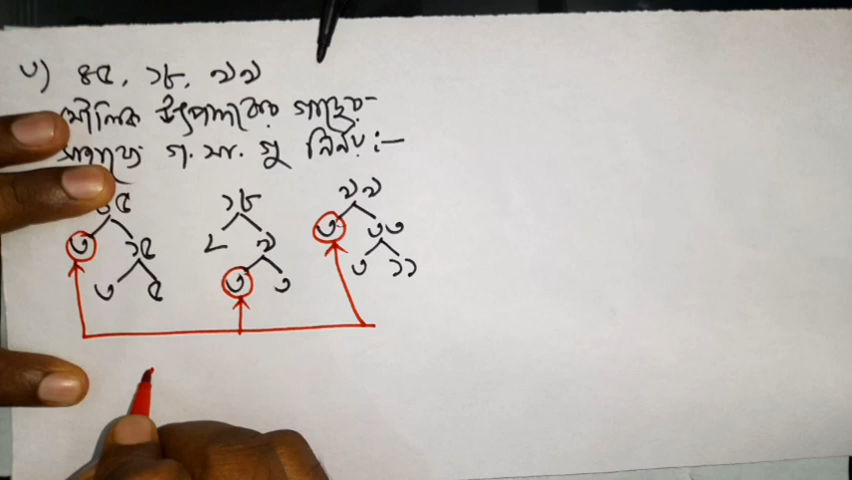 ৩) ৪৫, ১৮, ৯৯
মৌলিক উৎপাদকের গাছের
সাহায্যে গ. সা. গু নির্ণয় :-
৪৫ ১৮ ৯৯
৩ ১৫ ২ ৯ ৩ ৩৩
৩ ৫ ৩ ৩ ৩ ১১